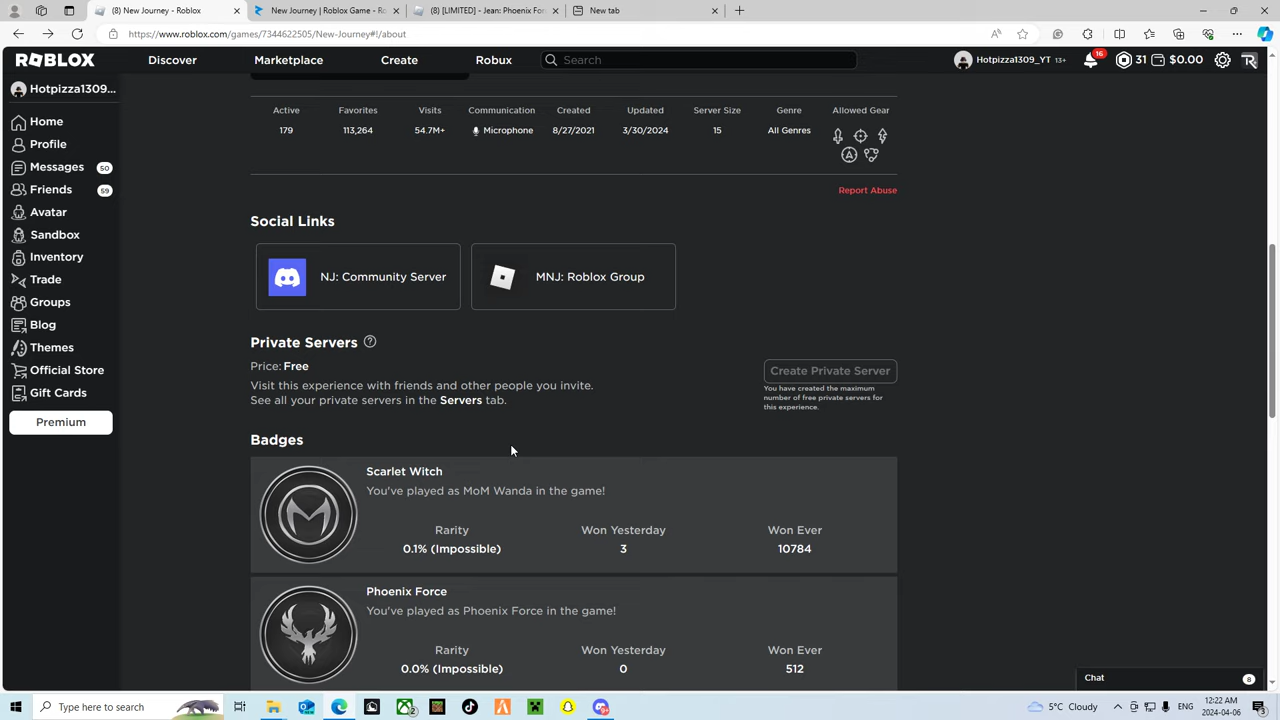 (8) New Journey - Roblox
New Journey | Roblox Game - Ro
(8) [LIMITED] - Jean: Phoenix For
New tab
https://www.roblox.com/games/7344622505/New-Journey#!/about
ROBLOX
Discover
Marketplace
Create
Robux
Search
Hotpizza1309_YT 13+
16
31
$0.00
Hotpizza1309...
Home
Profile
Messages 50
Friends 59
Avatar
Sandbox
Inventory
Trade
Groups
Blog
Themes
Official Store
Gift Cards
Premium
Active Favorites Visits Communication Created Updated Server Size Genre Allowed Gear
179 113,264 54.7M+ Microphone 8/27/2021 3/30/2024 15 All Genres
Report Abuse
Social Links
NJ: Community Server
MNJ: Roblox Group
Private Servers ?
Price: Free
Visit this experience with friends and other people you invite.
See all your private servers in the Servers tab.
Create Private Server
You have created the maximum
number of free private servers for
this experience.
Badges
Scarlet Witch
You've played as MoM Wanda in the game!
Rarity Won Yesterday Won Ever
0.1% (Impossible) 3 10784
Phoenix Force
You've played as Phoenix Force in the game!
Rarity Won Yesterday Won Ever
0.0% (Impossible) 0 512
Chat 8
Type here to search
5°C Cloudy
ENG
12:22 AM
2024-04-06
3